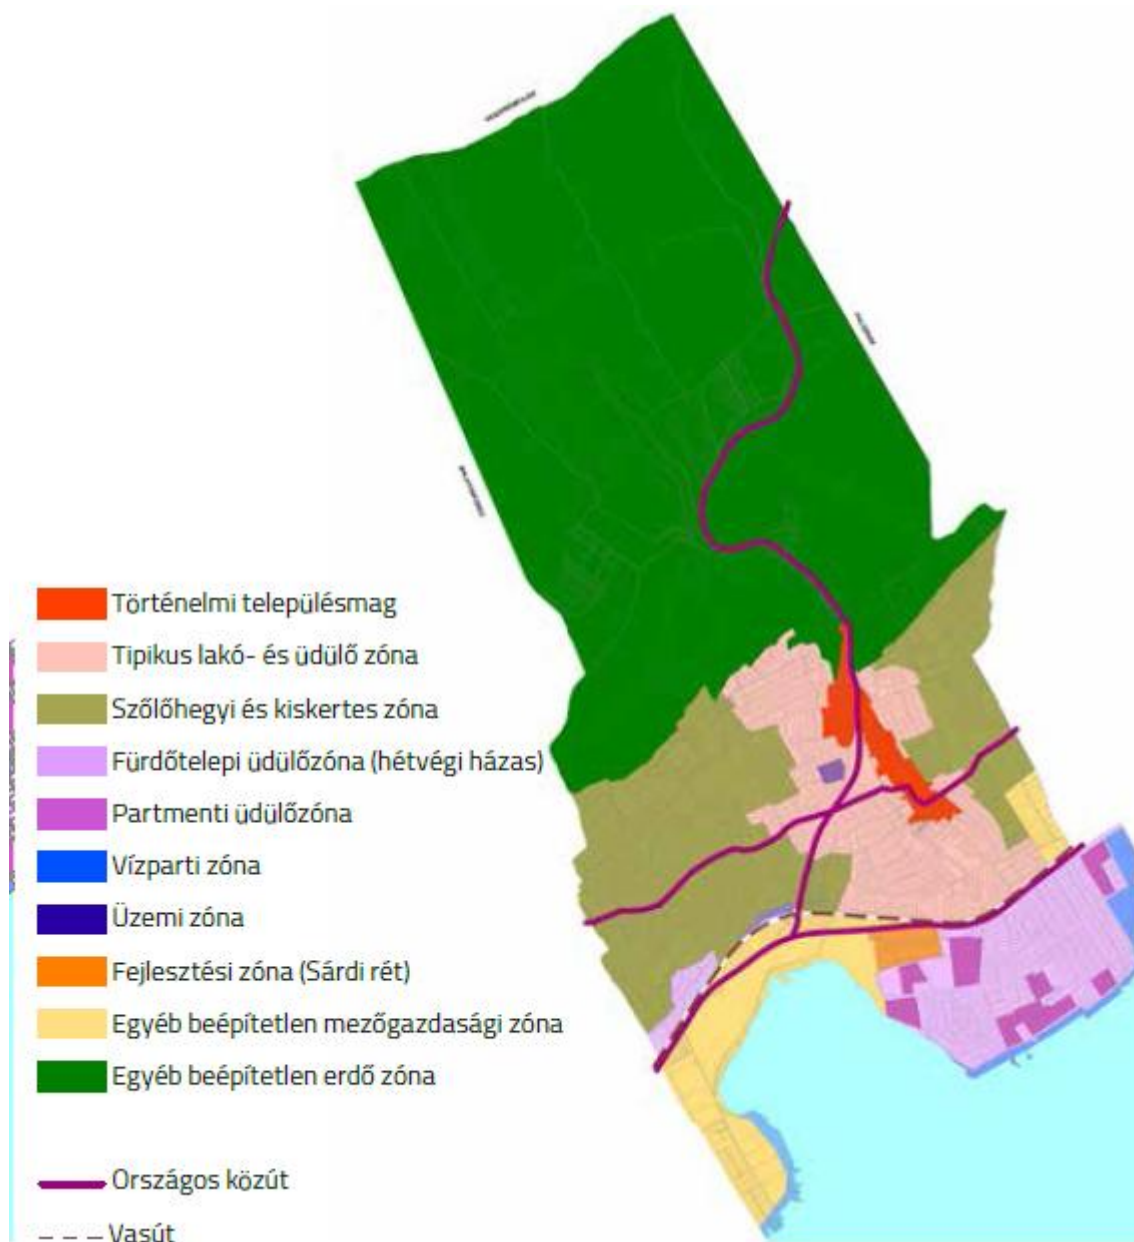 Történelmi településmag
Tipikus lakó- és üdülő zóna
Szőlőhegyi és kiskertes zóna
Fürdőtelepi üdülőzóna (hétvégi házas)
Partmenti üdülőzóna
Vízparti zóna
Üzemi zóna
Fejlesztési zóna (Sárdi rét)
Egyéb beépítetlen mezőgazdasági zóna
Egyéb beépítetlen erdő zóna
Országos közút
Vasút